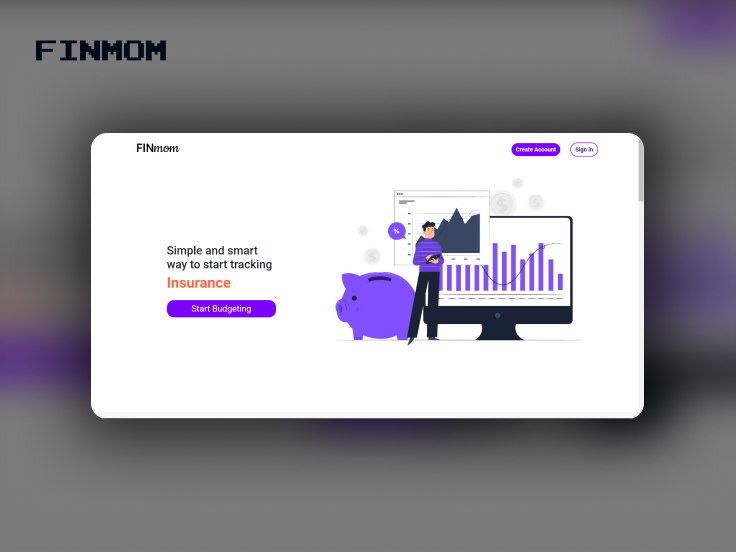 FINMOM
FINmom
Create Account
Sign in
%
$
$
$
Simple and smart
way to start tracking
Insurance
Start Budgeting